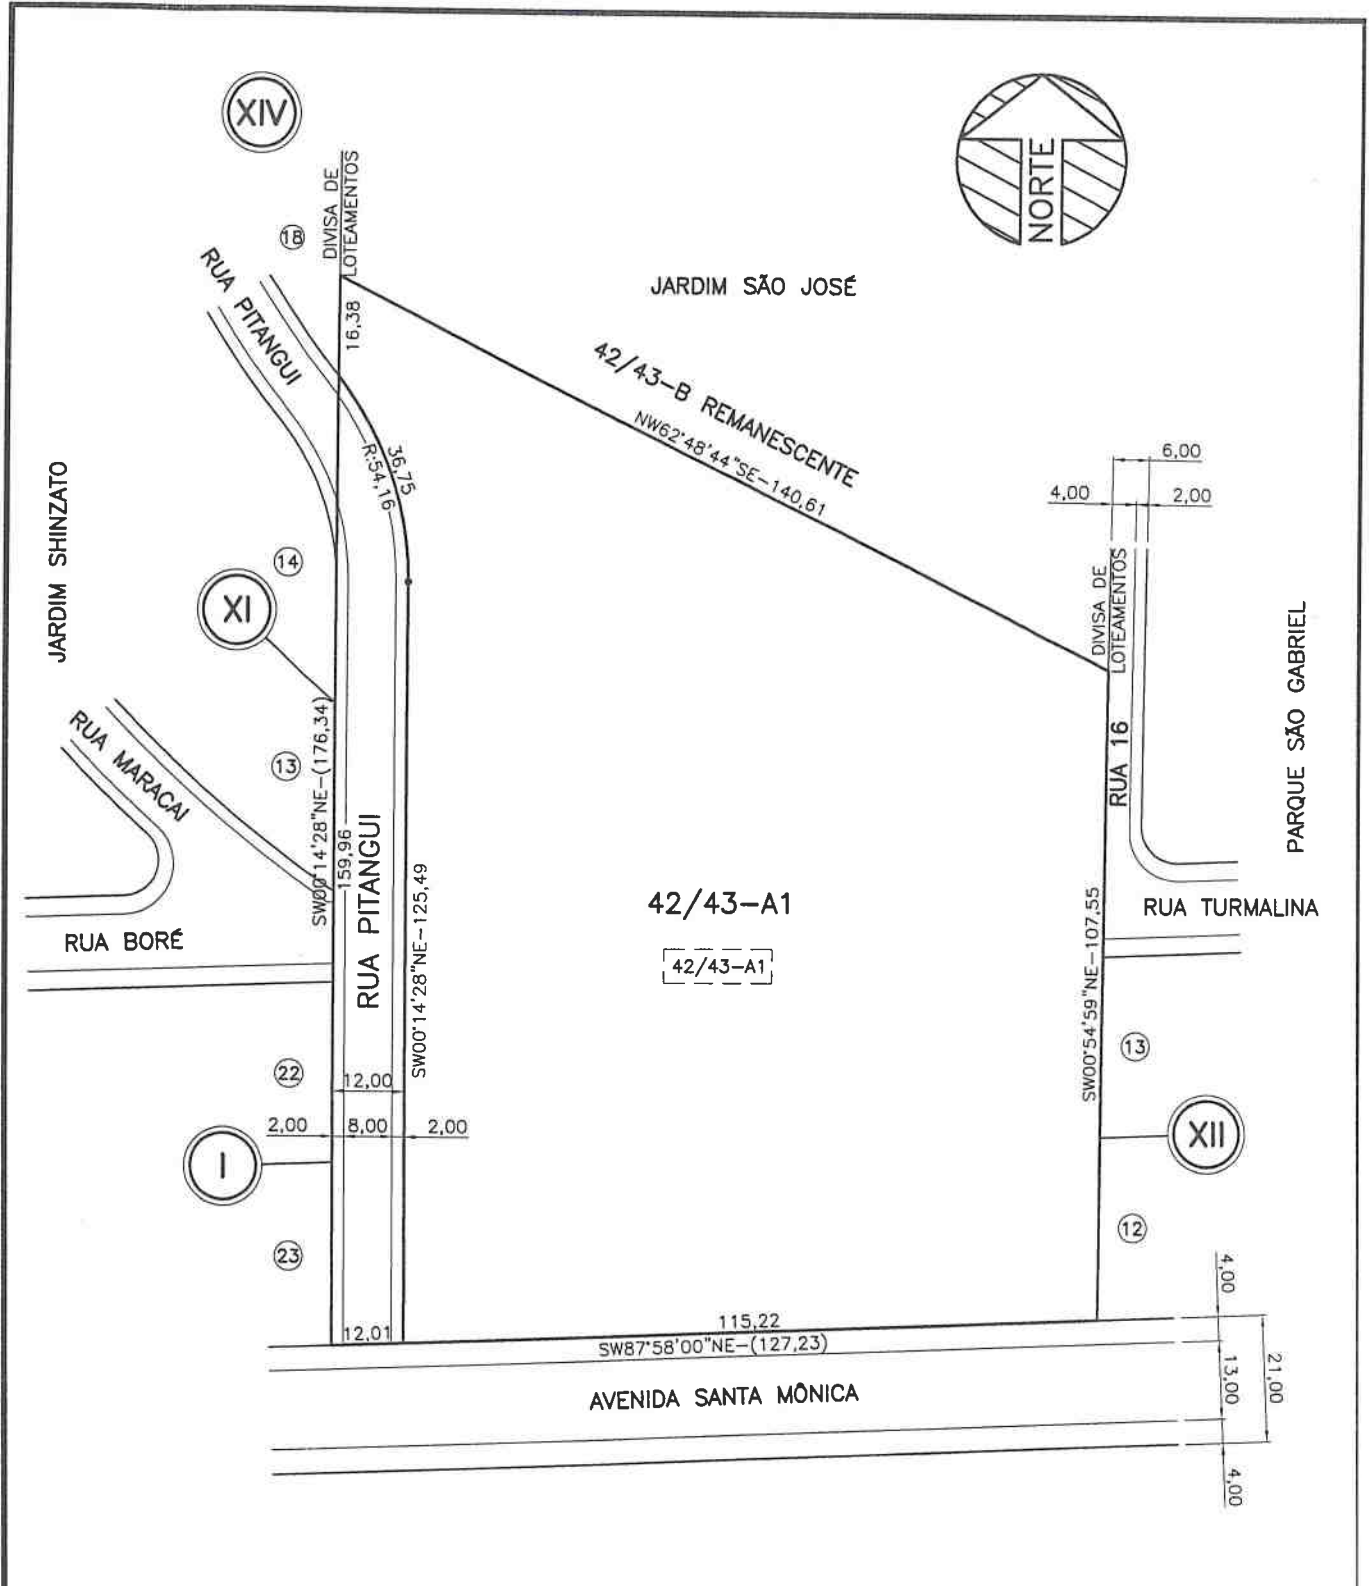 XIV
NORTE
DIVISA DE
LOTEAMENTOS
18
RUA PITANGUI
16,38
JARDIM SÃO JOSÉ
42/43-B REMANESCENTE
NW62°48'44"SE-140,61
36,75
R:54,16
6,00
4,00
2,00
JARDIM SHINZATO
14
XI
DIVISA DE
LOTEAMENTOS
PARQUE SÃO GABRIEL
RUA MARACAI
13
SW00°14'28"NE-(176,34)
159,96
RUA PITANGUI
SW00°14'28"NE-125,49
RUA 16
42/43-A1
42/43-A1
RUA TURMALINA
RUA BORÉ
SW00°54'59"NE-107,55
13
22
12,00
2,00
8,00
2,00
I
XII
23
12
12,01
115,22
SW87°58'00"NE-(127,23)
AVENIDA SANTA MÔNICA
4,00
13,00
21,00
4,00